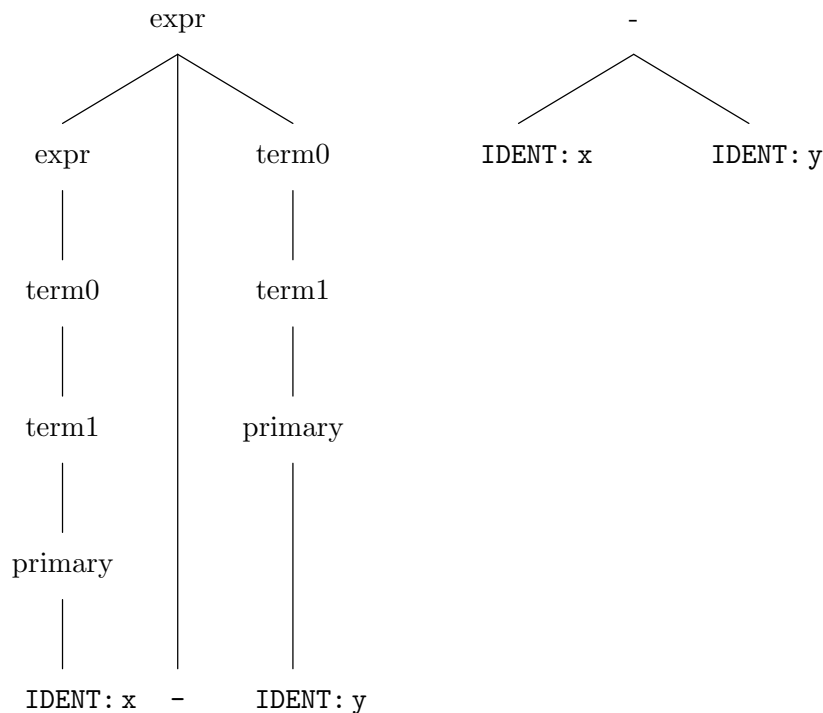 expr -
expr term0 IDENT: x IDENT: y
term0 term1
term1 primary
primary
IDENT: x - IDENT: y